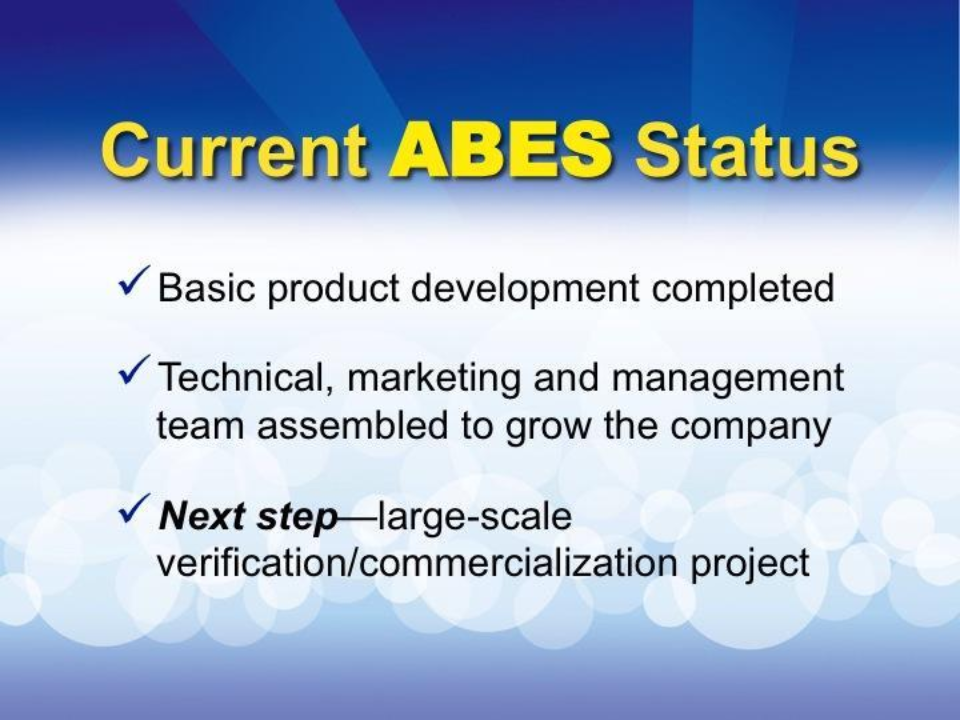 Current ABES Status
✓ Basic product development completed
✓ Technical, marketing and management
team assembled to grow the company
✓ Next step—large-scale
verification/commercialization project